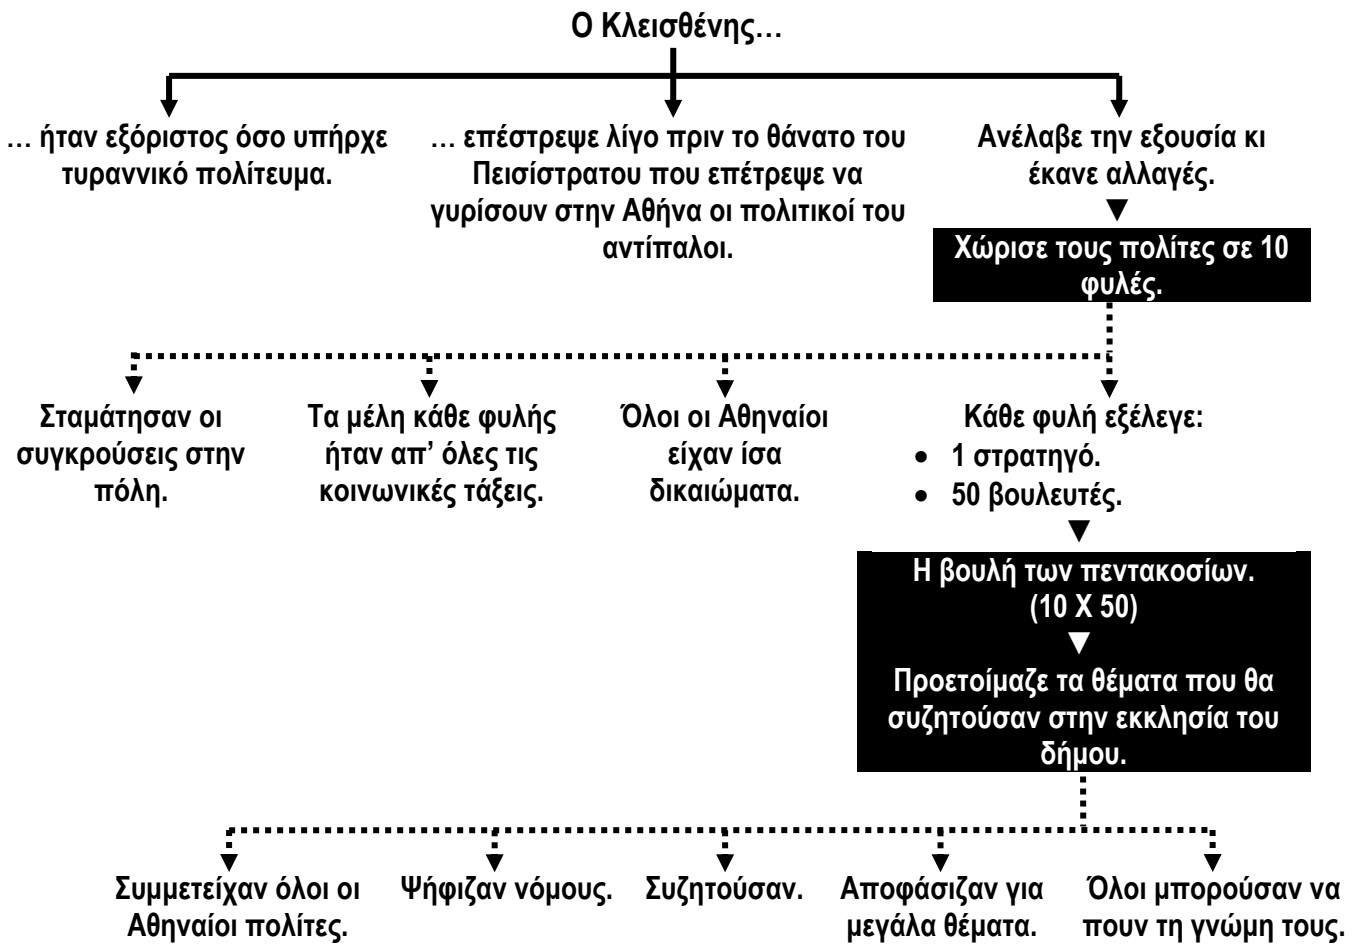 Ο Κλεισθένης…
… ήταν εξόριστος όσο υπήρχε
τυραννικό πολίτευμα.
… επέστρεψε λίγο πριν το θάνατο του
Πεισίστρατου που επέτρεψε να
γυρίσουν στην Αθήνα οι πολιτικοί του
αντίπαλοι.
Ανέλαβε την εξουσία κι
έκανε αλλαγές.
▼
Χώρισε τους πολίτες σε 10
φυλές.
Σταμάτησαν οι
συγκρούσεις στην
πόλη.
Τα μέλη κάθε φυλής
ήταν απ’ όλες τις
κοινωνικές τάξεις.
Όλοι οι Αθηναίοι
είχαν ίσα
δικαιώματα.
Κάθε φυλή εξέλεγε:
• 1 στρατηγό.
• 50 βουλευτές.
▼
Η βουλή των πεντακοσίων.
(10 Χ 50)
▼
Προετοίμαζε τα θέματα που θα
συζητούσαν στην εκκλησία του
δήμου.
Συμμετείχαν όλοι οι
Αθηναίοι πολίτες.
Ψήφιζαν νόμους.
Συζητούσαν.
Αποφάσιζαν για
μεγάλα θέματα.
Όλοι μπορούσαν να
πουν τη γνώμη τους.